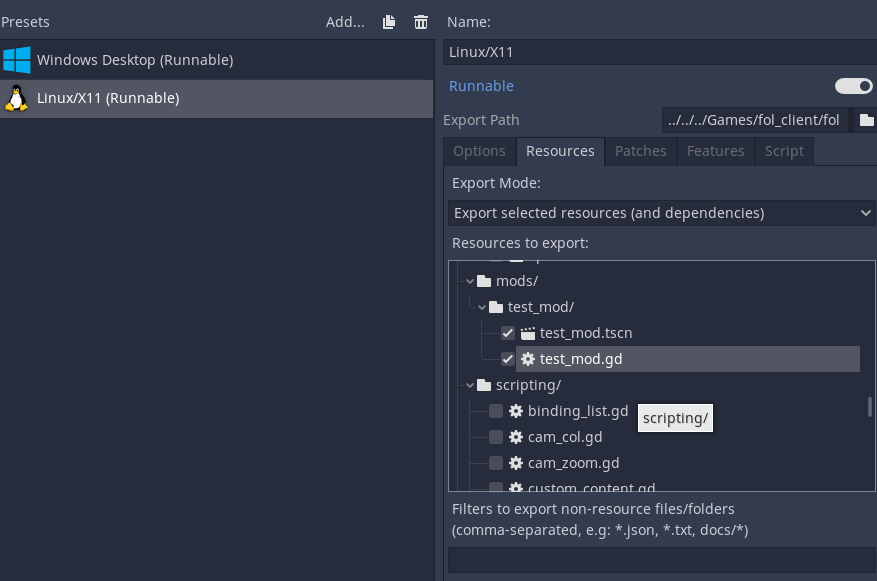 Presets
Add...
Windows Desktop (Runnable)
Linux/X11 (Runnable)
Name:
Linux/X11
Runnable
Export Path
../../../Games/fol_client/fol
Options
Resources
Patches
Features
Script
Export Mode:
Export selected resources (and dependencies)
Resources to export:
mods/
test_mod/
test_mod.tscn
test_mod.gd
scripting/
binding_list.gd
scripting/
cam_col.gd
cam_zoom.gd
custom_content.gd
Filters to export non-resource files/folders
(comma-separated, e.g: *.json, *.txt, docs/*)